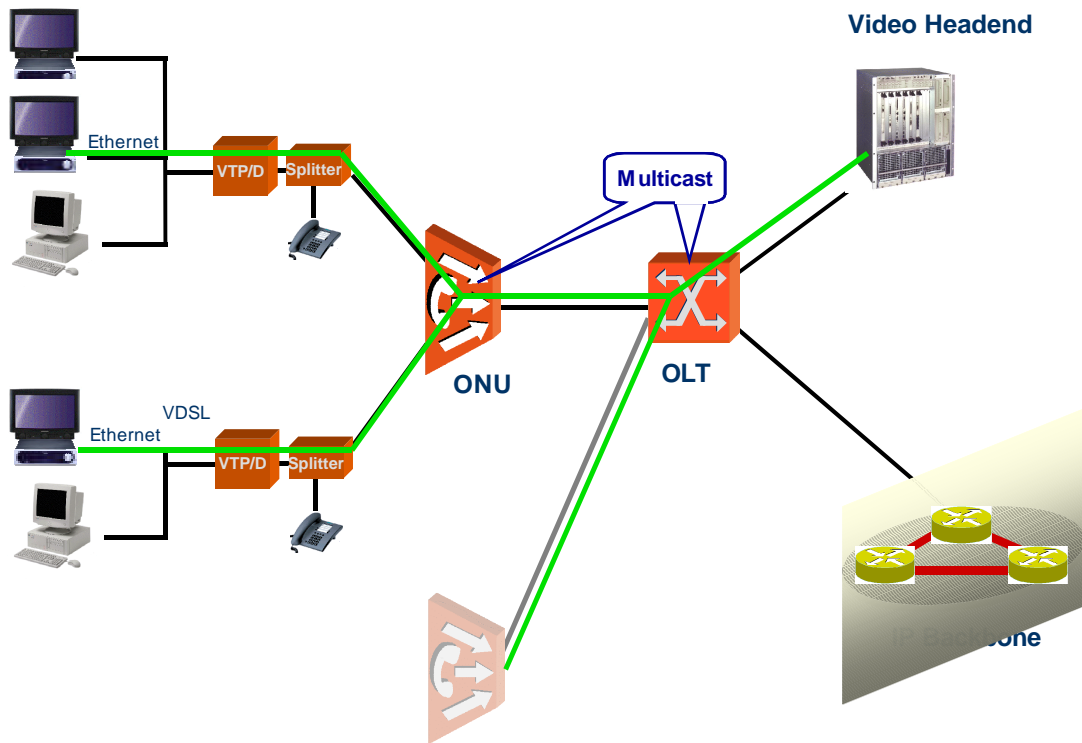 Video Headend
Ethernet
VTP/D
Splitter
Multicast
ONU
OLT
VDSL
Ethernet
VTP/D
Splitter
IP Backbone